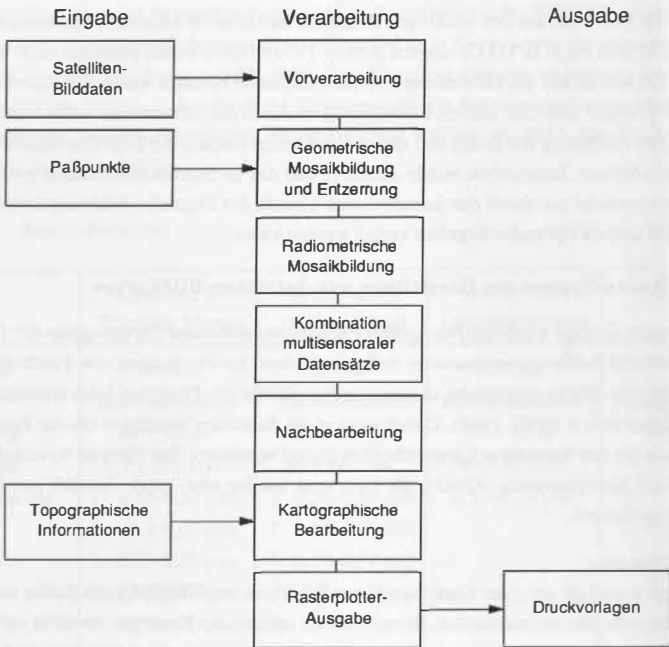 Eingabe
Verarbeitung
Ausgabe
Satelliten-
Bilddaten
Vorverarbeitung
Paßpunkte
Geometrische
Mosaikbildung
und Entzerrung
Radiometrische
Mosaikbildung
Kombination
multisensoraler
Datensätze
Nachbearbeitung
Topographische
Informationen
Kartographische
Bearbeitung
Rasterplotter-
Ausgabe
Druckvorlagen